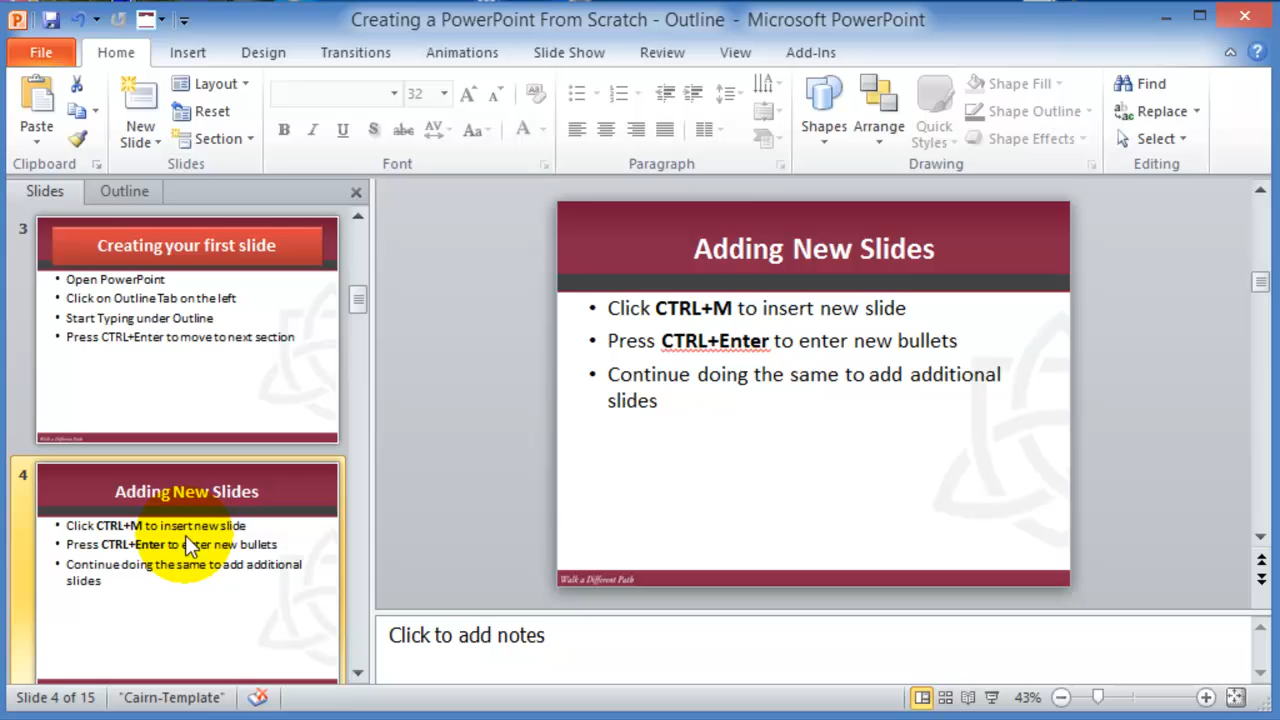 Creating a PowerPoint From Scratch - Outline - Microsoft PowerPoint
File Home Insert Design Transitions Animations Slide Show Review View Add-Ins
Paste
Clipboard
New Slide
Layout
Reset
Section
Slides
32
B I U S abc AV Aa A
Font
Paragraph
Shapes
Arrange
Quick Styles
Shape Fill
Shape Outline
Shape Effects
Drawing
Find
Replace
Select
Editing
Slides Outline
3
Creating your first slide
• Open PowerPoint
• Click on Outline Tab on the left
• Start Typing under Outline
• Press CTRL+Enter to move to next section
Walk a Different Path
4
Adding New Slides
• Click CTRL+M to insert new slide
• Press CTRL+Enter to enter new bullets
• Continue doing the same to add additional
slides
Adding New Slides
• Click CTRL+M to insert new slide
• Press CTRL+Enter to enter new bullets
• Continue doing the same to add additional
slides
Walk a Different Path
Click to add notes
Slide 4 of 15 "Cairn-Template" 43%